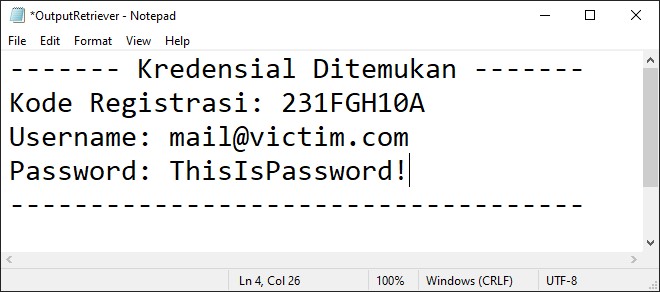 *OutputRetriever - Notepad
File Edit Format View Help
------- Kredensial Ditemukan -------
Kode Registrasi: 231FGH10A
Username: mail@victim.com
Password: ThisIsPassword!
------------------------------------
Ln 4, Col 26 100% Windows (CRLF) UTF-8